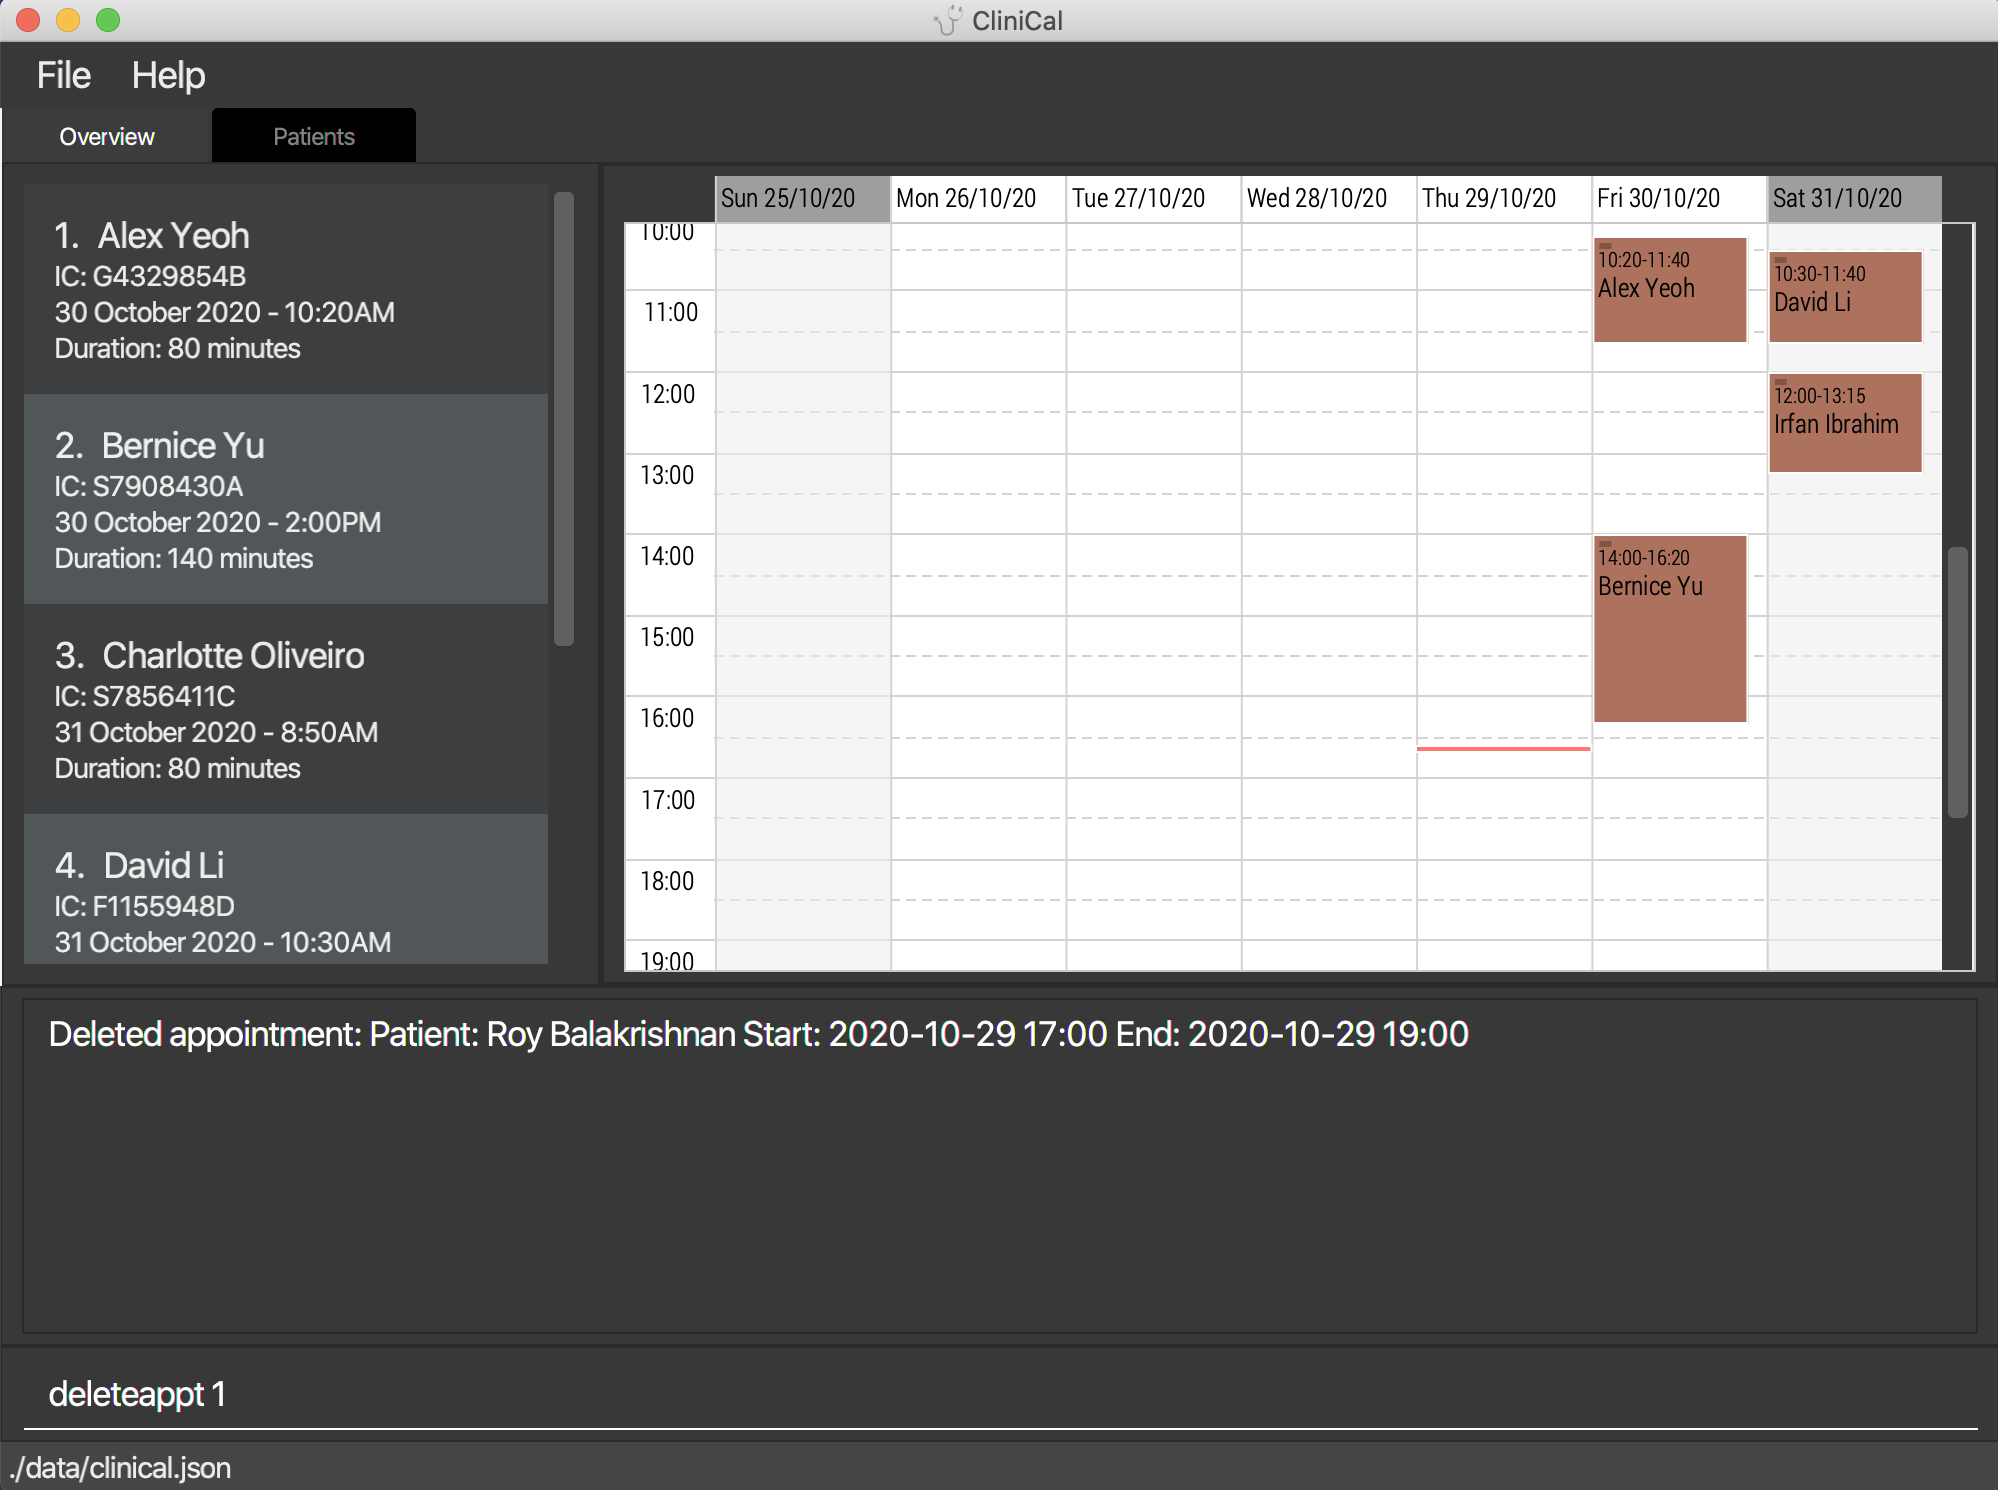 CliniCal
File Help
Overview Patients
1. Alex Yeoh
IC: G4329854B
30 October 2020 - 10:20AM
Duration: 80 minutes
2. Bernice Yu
IC: S7908430A
30 October 2020 - 2:00PM
Duration: 140 minutes
3. Charlotte Oliveiro
IC: S7856411C
31 October 2020 - 8:50AM
Duration: 80 minutes
4. David Li
IC: F1155948D
31 October 2020 - 10:30AM
Sun 25/10/20 Mon 26/10/20 Tue 27/10/20 Wed 28/10/20 Thu 29/10/20 Fri 30/10/20 Sat 31/10/20
10:00
11:00
12:00
13:00
14:00
15:00
16:00
17:00
18:00
19:00
10:20-11:40
Alex Yeoh
14:00-16:20
Bernice Yu
10:30-11:40
David Li
12:00-13:15
Irfan Ibrahim
Deleted appointment: Patient: Roy Balakrishnan Start: 2020-10-29 17:00 End: 2020-10-29 19:00
deleteappt 1
./data/clinical.json